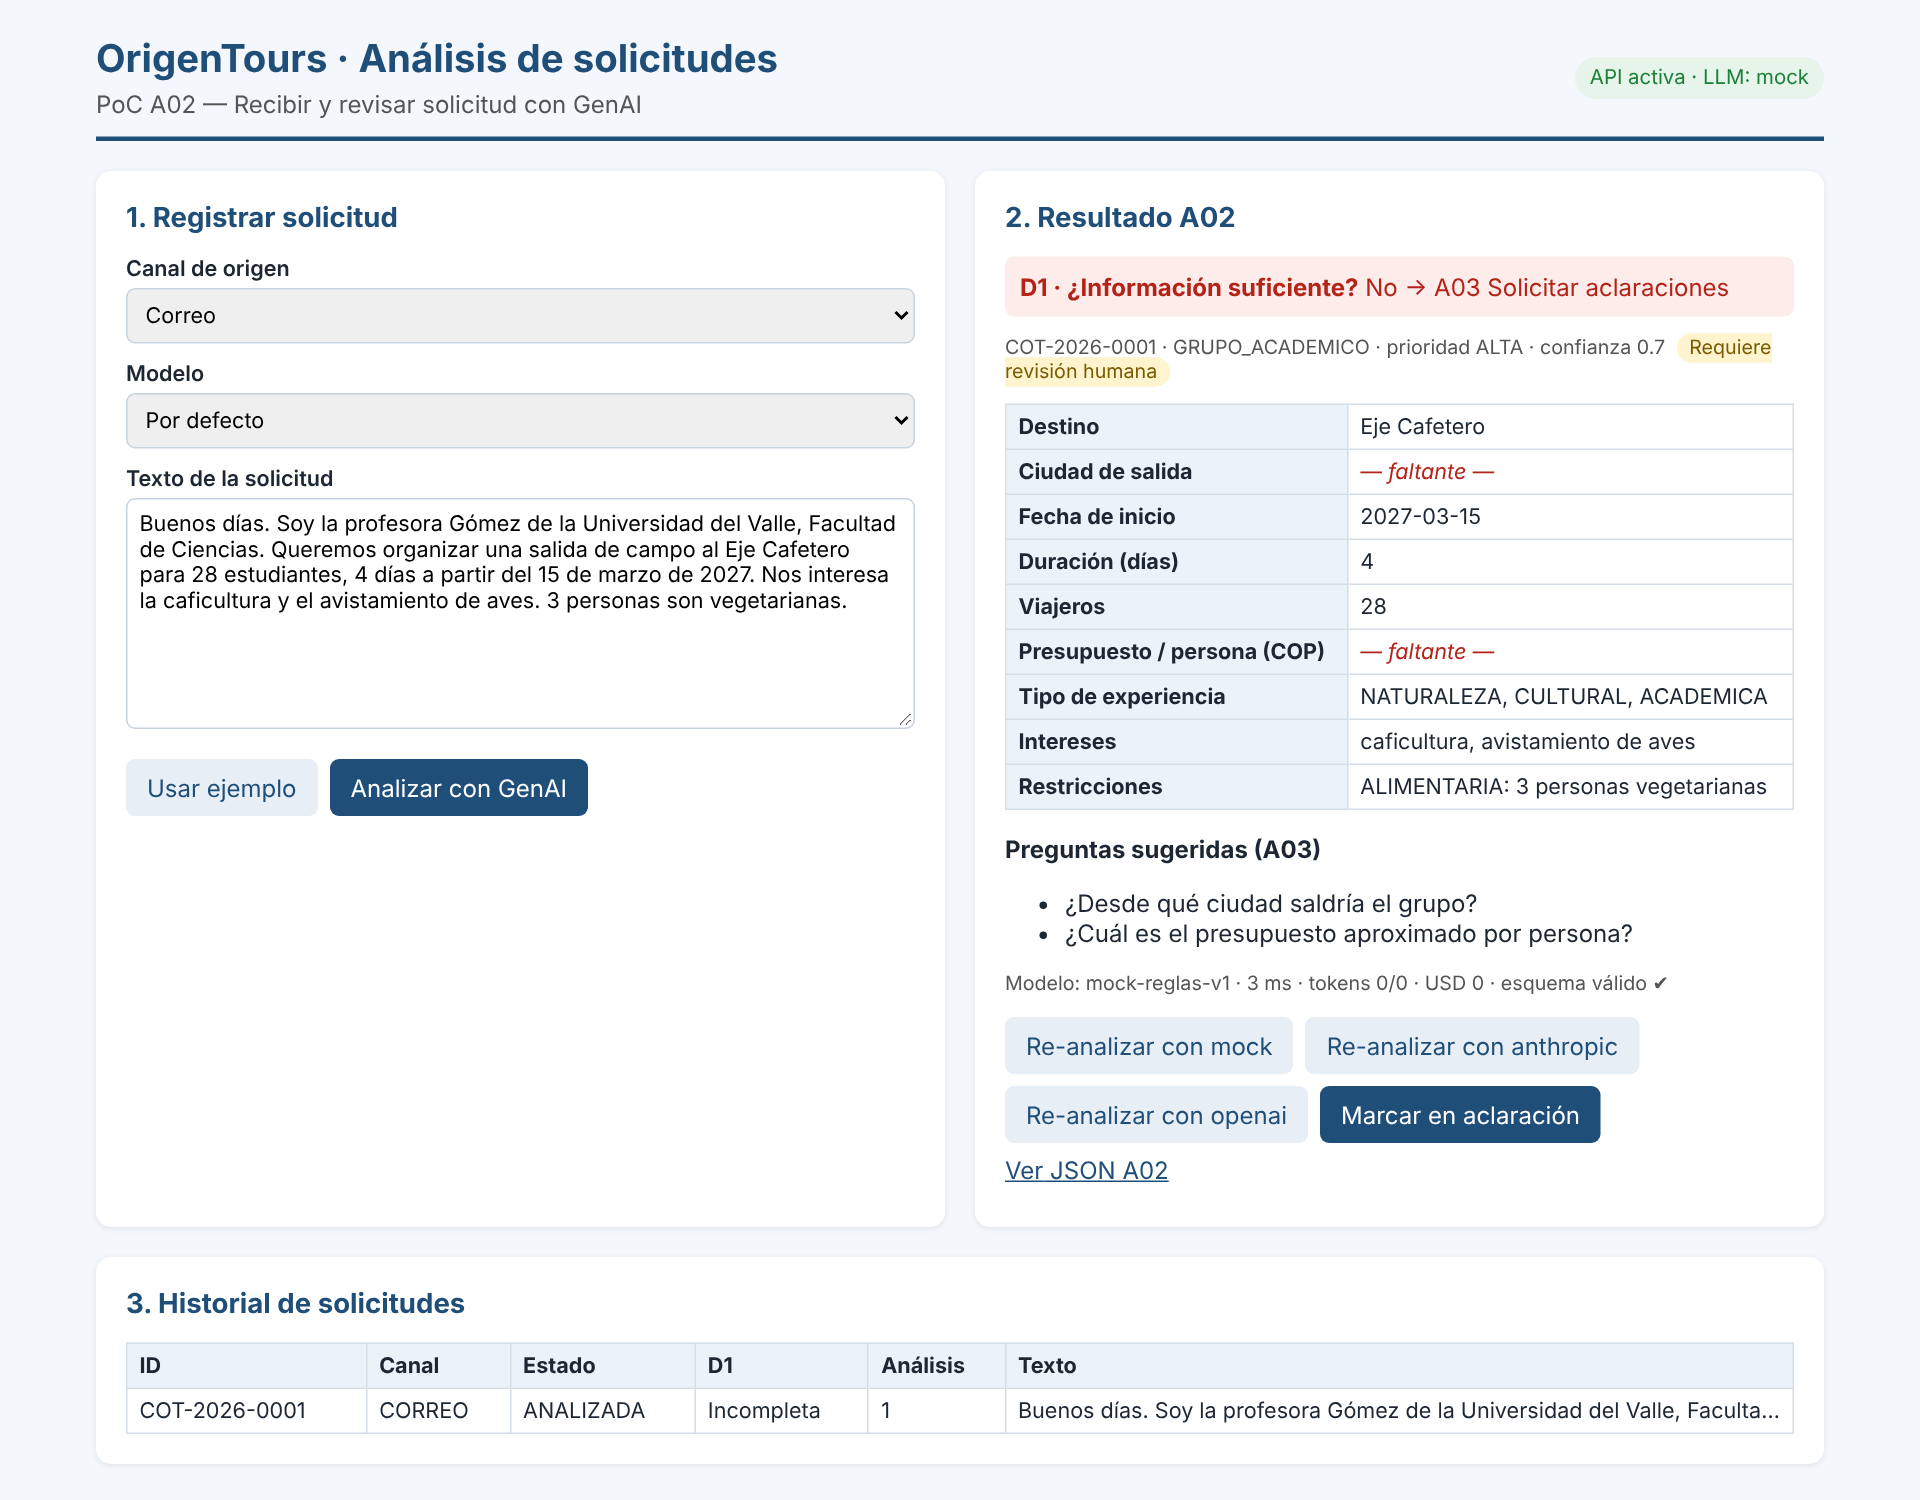 OrigenTours · Análisis de solicitudes
PoC A02 — Recibir y revisar solicitud con GenAI
API activa · LLM: mock
1. Registrar solicitud
Canal de origen
Correo
Modelo
Por defecto
Texto de la solicitud
Buenos días. Soy la profesora Gómez de la Universidad del Valle, Facultad
de Ciencias. Queremos organizar una salida de campo al Eje Cafetero
para 28 estudiantes, 4 días a partir del 15 de marzo de 2027. Nos interesa
la caficultura y el avistamiento de aves. 3 personas son vegetarianas.
Usar ejemplo
Analizar con GenAI
2. Resultado A02
D1 · ¿Información suficiente? No → A03 Solicitar aclaraciones
COT-2026-0001 · GRUPO_ACADEMICO · prioridad ALTA · confianza 0.7 Requiere
revisión humana
Destino Eje Cafetero
Ciudad de salida — faltante —
Fecha de inicio 2027-03-15
Duración (días) 4
Viajeros 28
Presupuesto / persona (COP) — faltante —
Tipo de experiencia NATURALEZA, CULTURAL, ACADEMICA
Intereses caficultura, avistamiento de aves
Restricciones ALIMENTARIA: 3 personas vegetarianas
Preguntas sugeridas (A03)
• ¿Desde qué ciudad saldría el grupo?
• ¿Cuál es el presupuesto aproximado por persona?
Modelo: mock-reglas-v1 · 3 ms · tokens 0/0 · USD 0 · esquema válido ✔
Re-analizar con mock
Re-analizar con anthropic
Re-analizar con openai
Marcar en aclaración
Ver JSON A02
3. Historial de solicitudes
ID Canal Estado D1 Análisis Texto
COT-2026-0001 CORREO ANALIZADA Incompleta 1 Buenos días. Soy la profesora Gómez de la Universidad del Valle, Faculta...